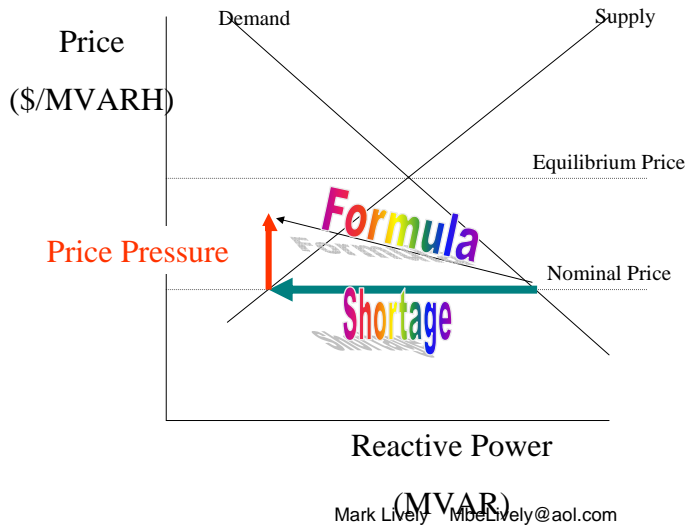 Demand
Supply
Price
($/MVARH)
Equilibrium Price
Formula
Price Pressure
Nominal Price
Shortage
Reactive Power
(MVAR)
Mark Lively MbeLively@aol.com